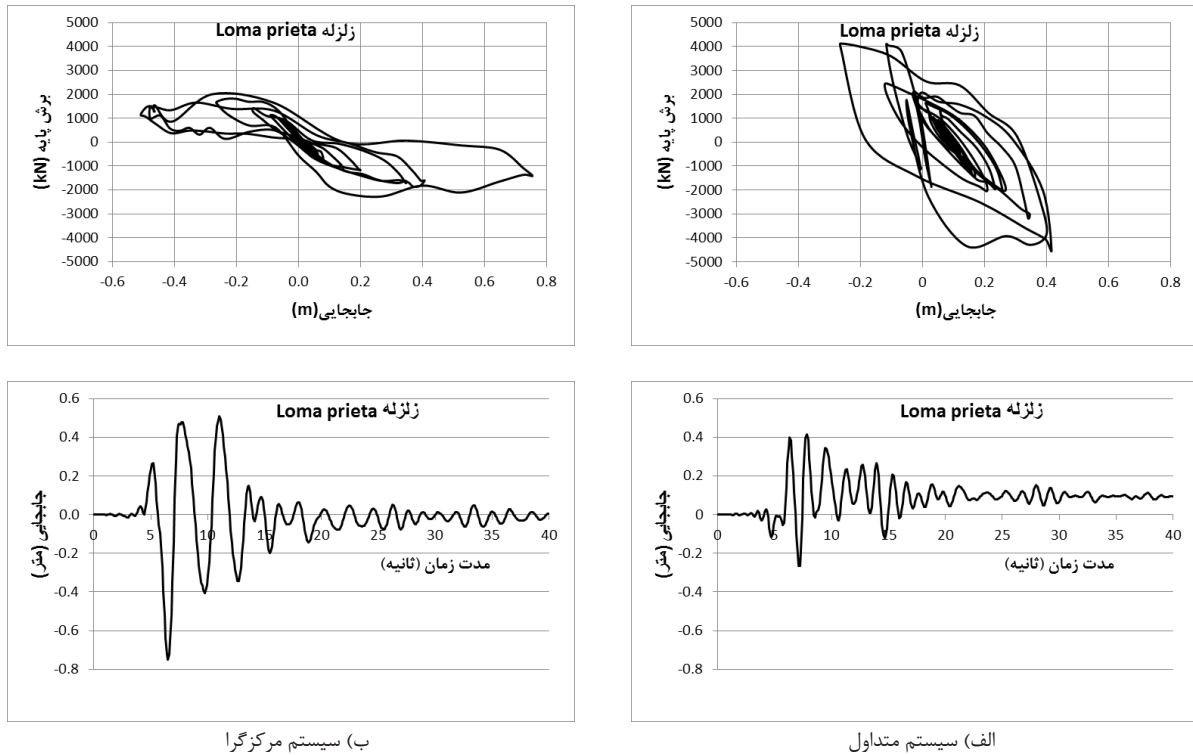 زلزله Loma prieta
5000
4000
3000
2000
1000
0
-1000
-2000
-3000
-4000
-5000
برش پایه (kN)
-0.6 -0.4 -0.2 0.0 0.2 0.4 0.6 0.8
جابجایی(m)
زلزله Loma prieta
5000
4000
3000
2000
1000
0
-1000
-2000
-3000
-4000
-5000
برش پایه (kN)
-0.6 -0.4 -0.2 0 0.2 0.4 0.6 0.8
جابجایی(m)
زلزله Loma prieta
0.6
0.4
0.2
0.0
-0.2
-0.4
-0.6
-0.8
جابجایی (متر)
0 5 10 15 20 25 30 35 40
مدت زمان (ثانیه)
زلزله Loma prieta
0.6
0.4
0.2
0.0
-0.2
-0.4
-0.6
-0.8
جابجایی (متر)
0 5 10 15 20 25 30 35 40
مدت زمان (ثانیه)
الف) سیستم متداول
ب) سیستم مرکزگرا